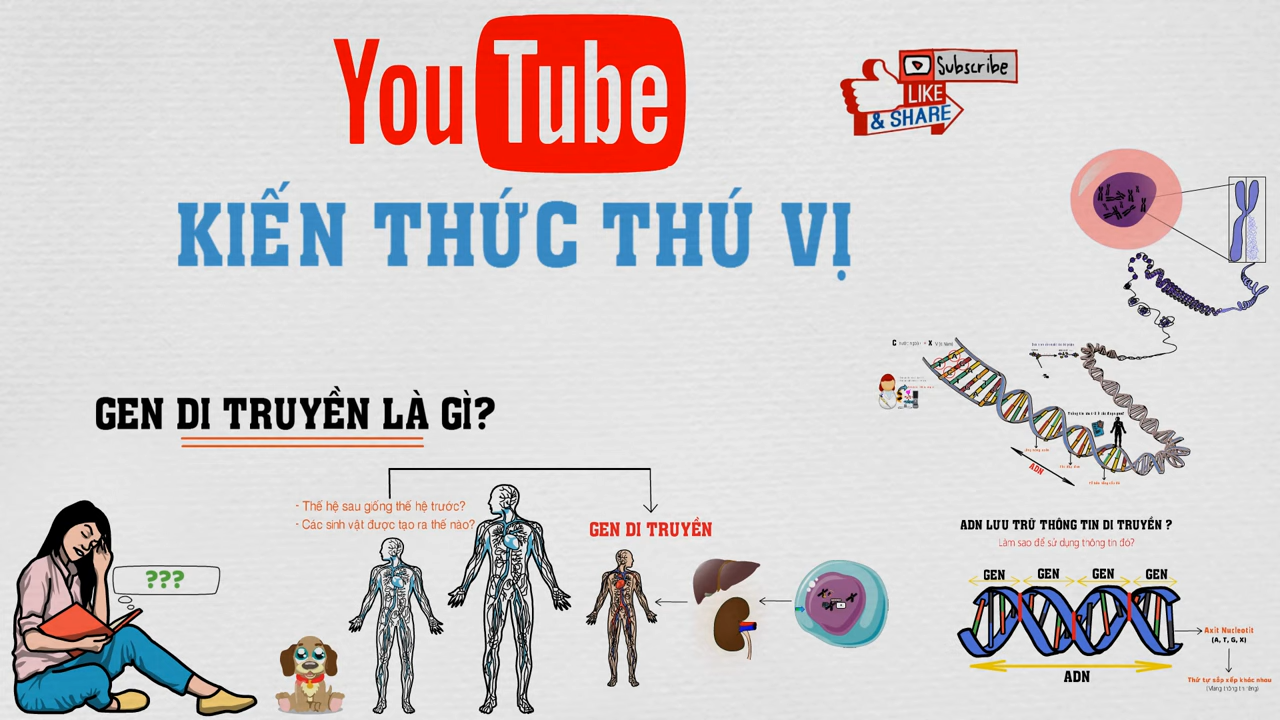 YouTube
Subscribe
LIKE
& SHARE
KIẾN THỨC THÚ VỊ
GEN DI TRUYỀN LÀ GÌ?
- Thế hệ sau giống thế hệ trước?
- Các sinh vật được tạo ra thế nào?
GEN DI TRUYỀN
???
ADN
ADN LƯU TRỮ THÔNG TIN DI TRUYỀN ?
Làm sao để sử dụng thông tin đó?
GEN GEN GEN GEN
Axit Nucleotit
(A, T, G, X)
Thứ tự sắp xếp khác nhau
ADN